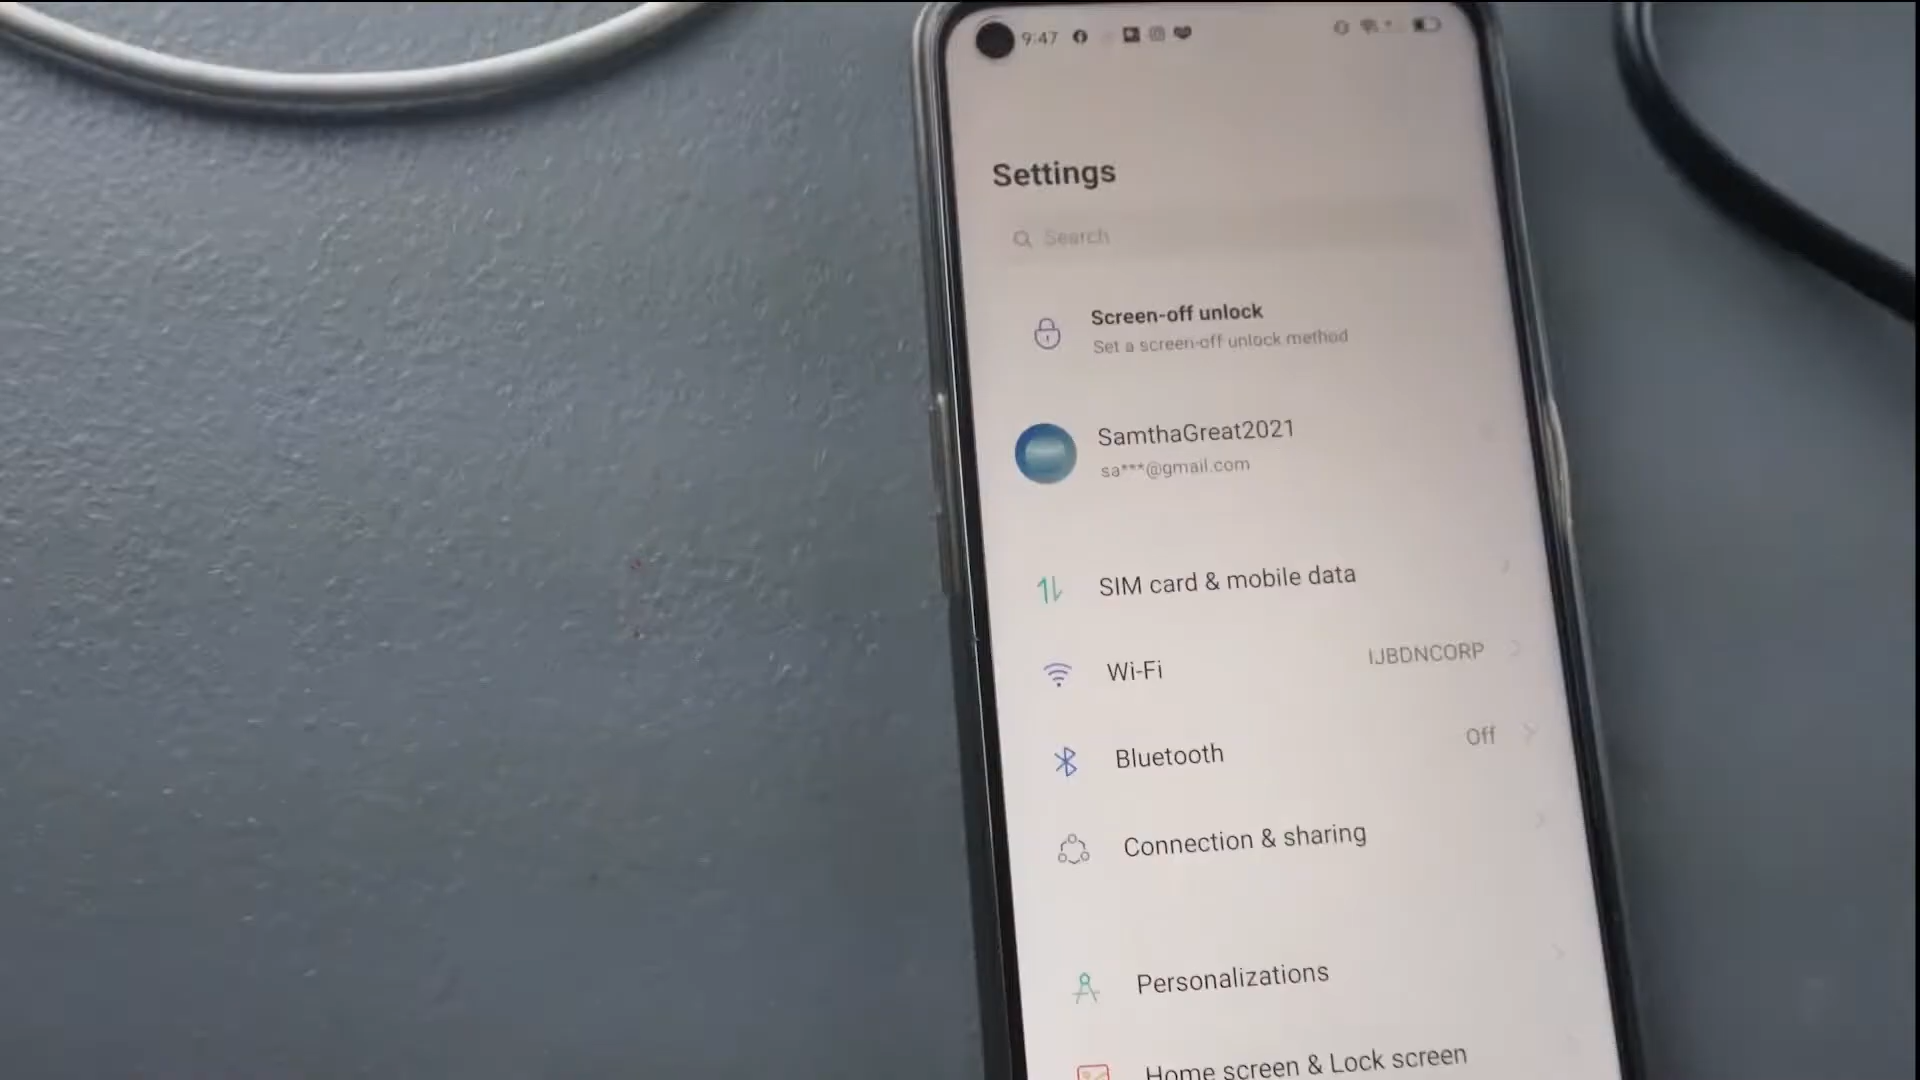 9:47
Settings
Search
Screen-off unlock
Set a screen-off unlock method
SamthaGreat2021
sa***@gmail.com
SIM card & mobile data
Wi-Fi IJBDNCORP
Bluetooth Off
Connection & sharing
Personalizations
Home screen & Lock screen